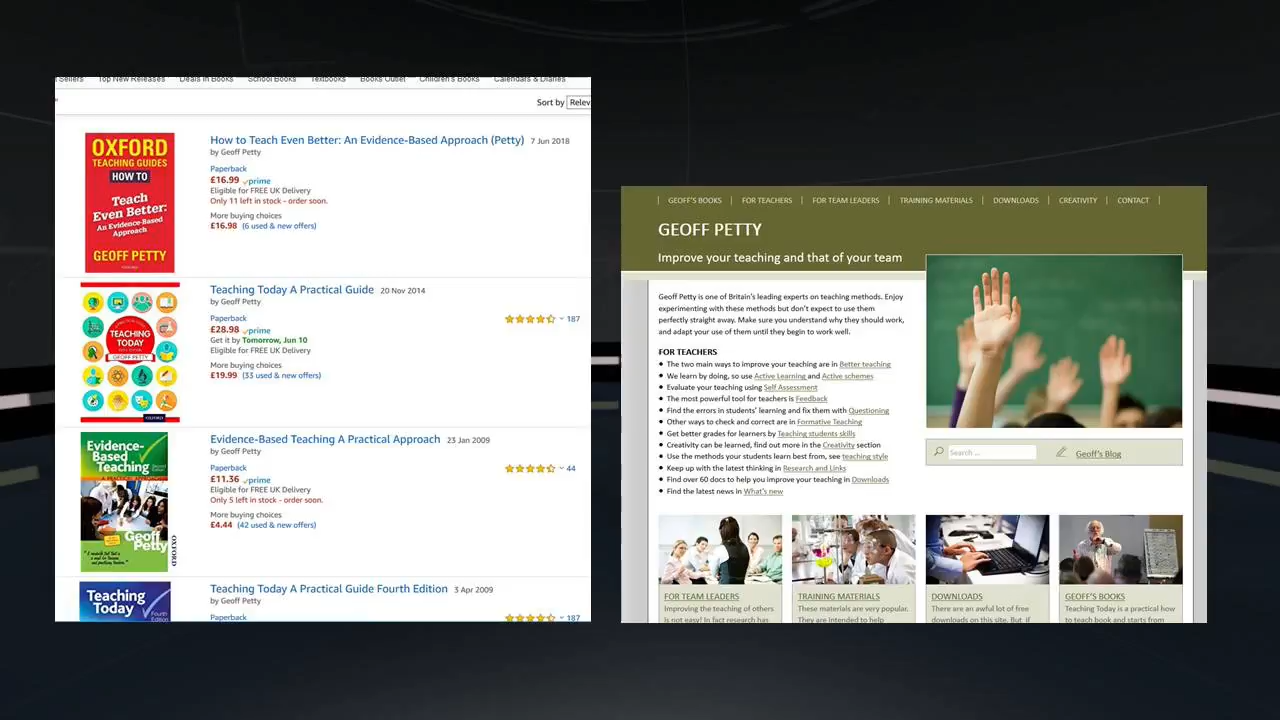 t Sellers Top New Releases Deals in Books School Books Textbooks Books Outlet Children's Books Calendars & Diaries
Sort by Relev
OXFORD
TEACHING GUIDES
HOW TO
Teach
Even Better:
An Evidence-Based
Approach
GEOFF PETTY
How to Teach Even Better: An Evidence-Based Approach (Petty) 7 Jun 2018
by Geoff Petty
Paperback
£16.99 prime
Eligible for FREE UK Delivery
Only 11 left in stock - order soon.
More buying choices
£16.98 (6 used & new offers)
TEACHING
TODAY
GEOFF PETTY
OXFORD
Teaching Today A Practical Guide 20 Nov 2014
by Geoff Petty
Paperback
187
£28.98 prime
Get it by Tomorrow, Jun 10
Eligible for FREE UK Delivery
More buying choices
£19.99 (33 used & new offers)
Evidence-
Based
Teaching
A PRACTICAL APPROACH
Geoff
Petty
OXFORD
Evidence-Based Teaching A Practical Approach 23 Jan 2009
by Geoff Petty
Paperback
44
£11.36 prime
Eligible for FREE UK Delivery
Only 5 left in stock - order soon.
More buying choices
£4.44 (42 used & new offers)
Teaching
Today
Fourth
Edition
Teaching Today A Practical Guide Fourth Edition 3 Apr 2009
by Geoff Petty
Paperback
187
GEOFF'S BOOKS | FOR TEACHERS | FOR TEAM LEADERS | TRAINING MATERIALS | DOWNLOADS | CREATIVITY | CONTACT
GEOFF PETTY
Improve your teaching and that of your team
Geoff Petty is one of Britain's leading experts on teaching methods. Enjoy
experimenting with these methods but don't expect to use them
perfectly straight away. Make sure you understand why they should work,
and adapt your use of them until they begin to work well.
FOR TEACHERS
The two main ways to improve your teaching are in Better teaching
We learn by doing, so use Active Learning and Active schemes
Evaluate your teaching using Self Assessment
The most powerful tool for teachers is Feedback
Find the errors in students' learning and fix them with Questioning
Other ways to check and correct are in Formative Teaching
Get better grades for learners by Teaching students skills
Creativity can be learned, find out more in the Creativity section
Use the methods your students learn best from, see teaching style
Keep up with the latest thinking in Research and Links
Find over 60 docs to help you improve your teaching in Downloads
Find the latest news in What's new
Search ...
Geoff's Blog
FOR TEAM LEADERS
Improving the teaching of others
is not easy! In fact research has
TRAINING MATERIALS
These materials are very popular.
They are intended to help
DOWNLOADS
There are an awful lot of free
downloads on this site. But if
GEOFF'S BOOKS
Teaching Today is a practical how
to teach book and starts from